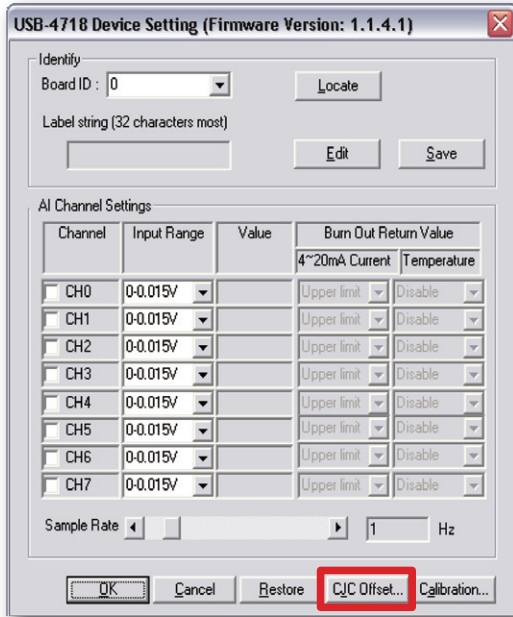 USB-4718 Device Setting (Firmware Version: 1.1.4.1)
Identify
Board ID : 0
Locate
Label string (32 characters most)
Edit
Save
AI Channel Settings
Channel Input Range Value Burn Out Return Value
4~20mA Current Temperature
CH0 0-0.015V Upper limit Disable
CH1 0-0.015V Upper limit Disable
CH2 0-0.015V Upper limit Disable
CH3 0-0.015V Upper limit Disable
CH4 0-0.015V Upper limit Disable
CH5 0-0.015V Upper limit Disable
CH6 0-0.015V Upper limit Disable
CH7 0-0.015V Upper limit Disable
Sample Rate 1 Hz
OK Cancel Restore CJC Offset... Calibration...